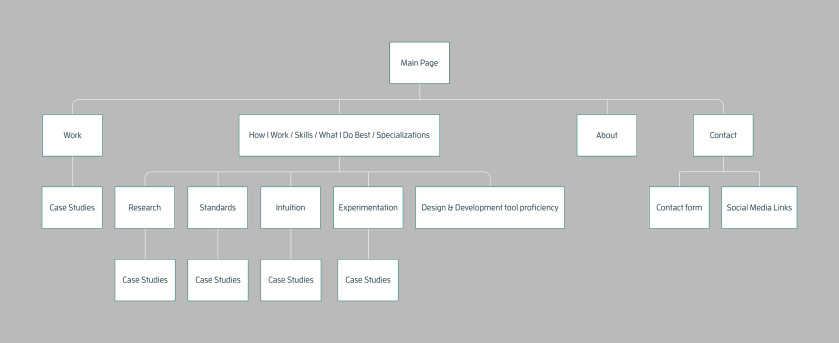 Main Page
Work
How I Work / Skills / What I Do Best / Specializations
About
Contact
Case Studies
Research
Standards
Intuition
Experimentation
Design & Development tool proficiency
Contact form
Social Media Links
Case Studies
Case Studies
Case Studies
Case Studies